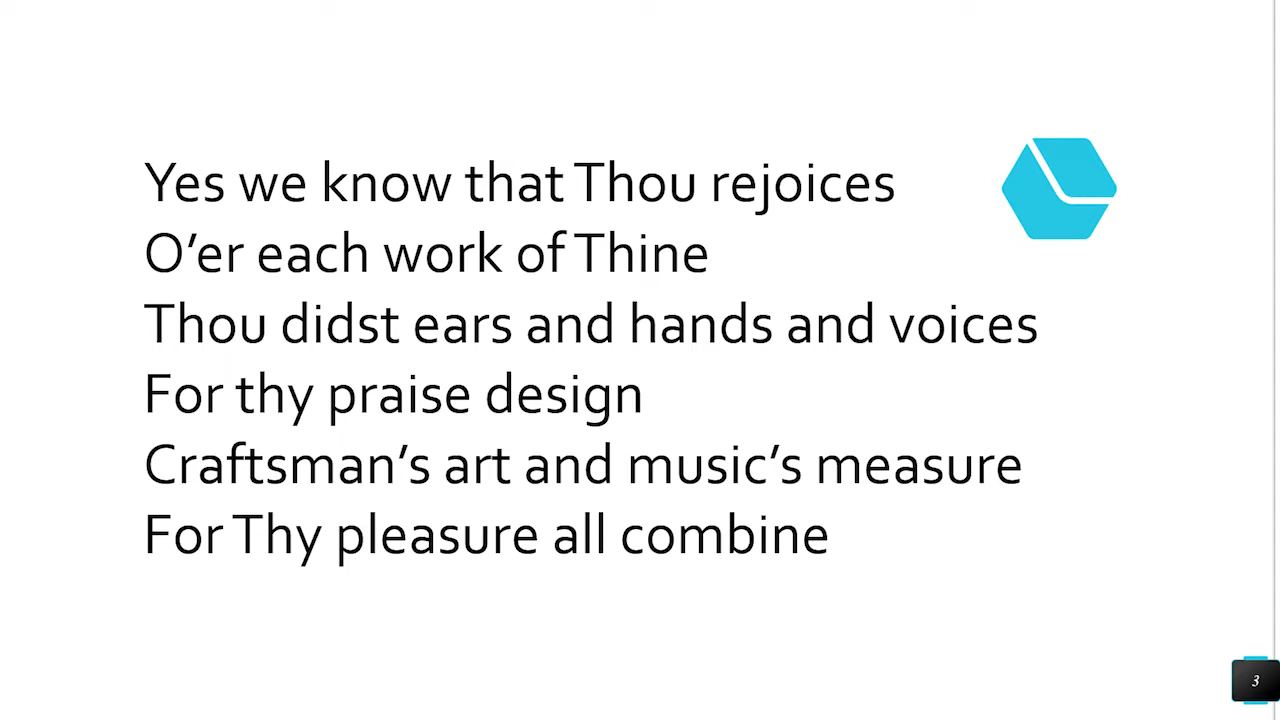 Yes we know that Thou rejoices
O’er each work of Thine
Thou didst ears and hands and voices
For thy praise design
Craftsman’s art and music’s measure
For Thy pleasure all combine
3